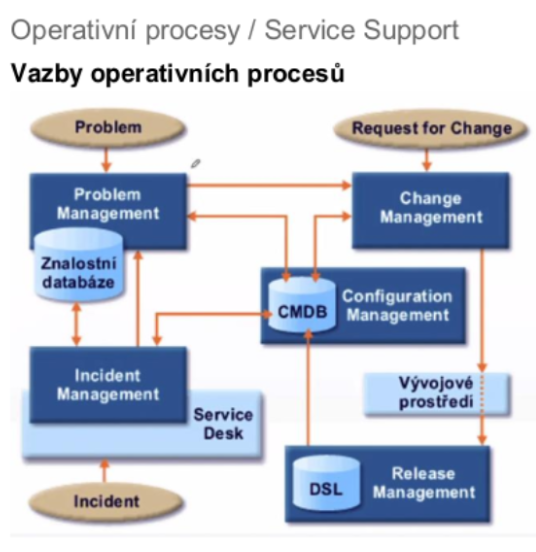 Operativní procesy / Service Support
Vazby operativních procesů
Problem
Request for Change
Problem
Management
Change
Management
Znalostní
databáze
CMDB
Configuration
Management
Incident
Management
Service
Desk
Vývojové
prostředí
DSL
Release
Management
Incident